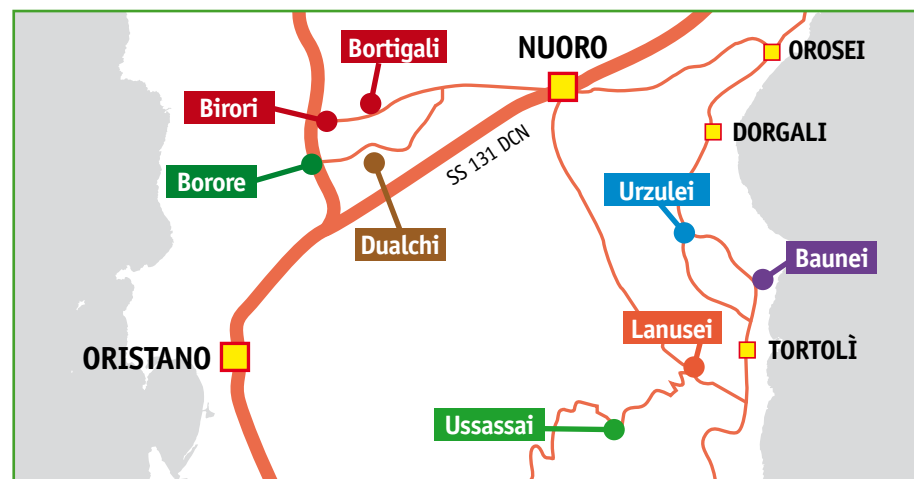 Bortigali
NUORO
OROSEI
Birori
DORGALI
SS 131 DCN
Borore
Urzulei
Dualchi
Baunei
Lanusei
ORISTANO
TORTOLÌ
Ussassai